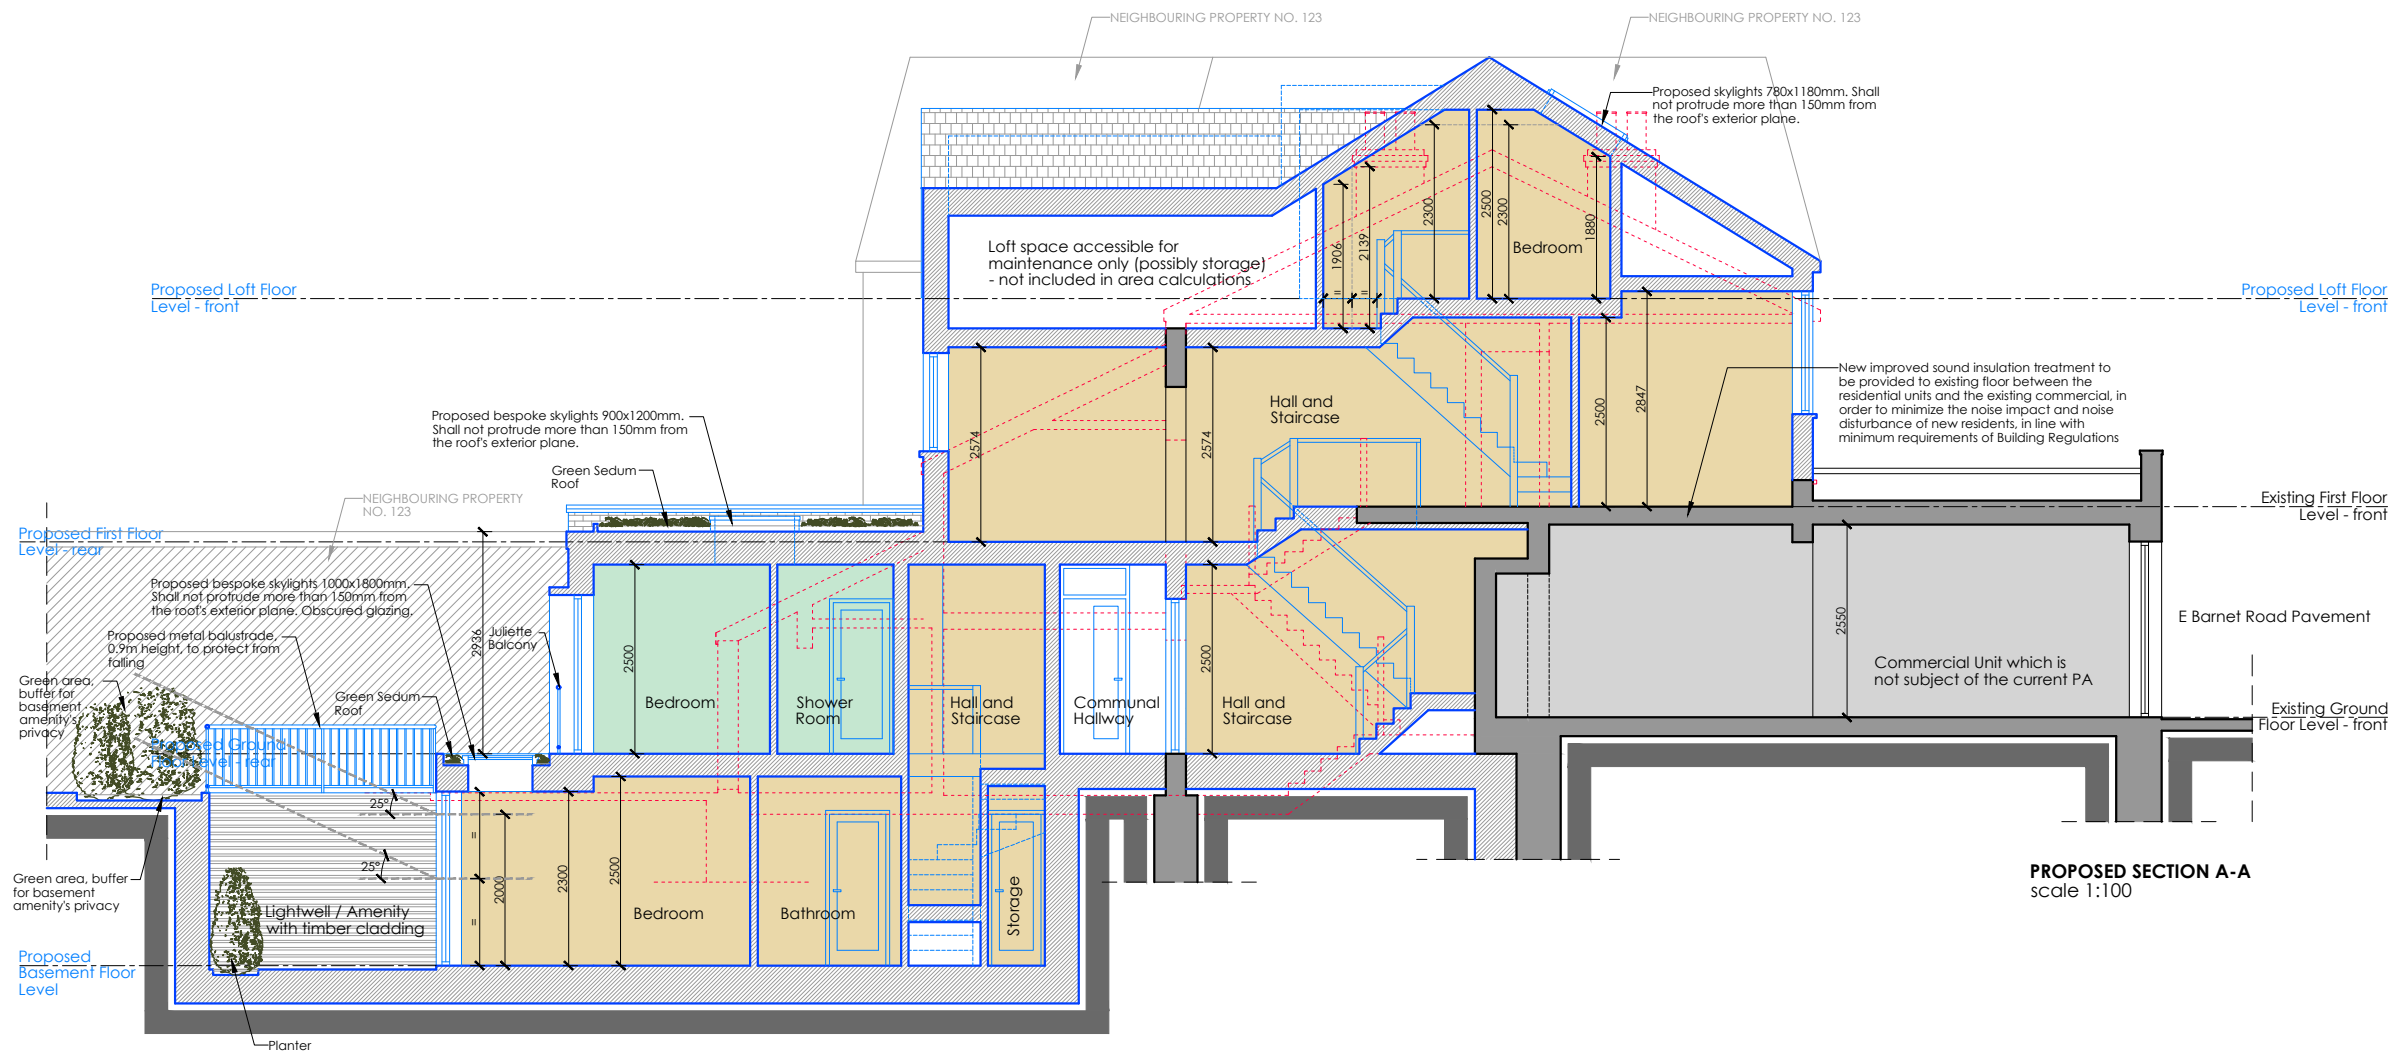 NEIGHBOURING PROPERTY NO. 123
NEIGHBOURING PROPERTY NO. 123
Proposed skylights 780x1180mm. Shall
not protrude more than 150mm from
the roof's exterior plane.
2300
2500
2300
1906
2139
1880
Bedroom
Loft space accessible for
maintenance only (possibly storage)
- not included in area calculations
=
=
Proposed Loft Floor
Level - front
Proposed Loft Floor
Level - front
New improved sound insulation treatment to
be provided to existing floor between the
residential units and the existing commercial, in
order to minimize the noise impact and noise
disturbance of new residents, in line with
minimum requirements of Building Regulations
Hall and
Staircase
2574
2574
2500
2847
Proposed bespoke skylights 900x1200mm.
Shall not protrude more than 150mm from
the roof's exterior plane.
Green Sedum
Roof
NEIGHBOURING PROPERTY
NO. 123
Existing First Floor
Level - front
Proposed First Floor
Level - rear
Proposed bespoke skylights 1000x1800mm.
Shall not protrude more than 150mm from
the roof's exterior plane. Obscured glazing.
Proposed metal balustrade,
0.9m height, to protect from
falling
Juliette
Balcony
2936
2500
2500
2550
E Barnet Road Pavement
Commercial Unit which is
not subject of the current PA
Green area,
buffer for
basement
amenity's
privacy
Green Sedum
Roof
Bedroom
Shower
Room
Hall and
Staircase
Communal
Hallway
Hall and
Staircase
Existing Ground
Floor Level - front
Proposed Ground
Floor Level - rear
25°
25°
=
=
2000
2300
2500
Green area, buffer
for basement
amenity's privacy
Lightwell / Amenity
with timber cladding
Bedroom
Bathroom
Storage
PROPOSED SECTION A-A
scale 1:100
Proposed
Basement Floor
Level
Planter